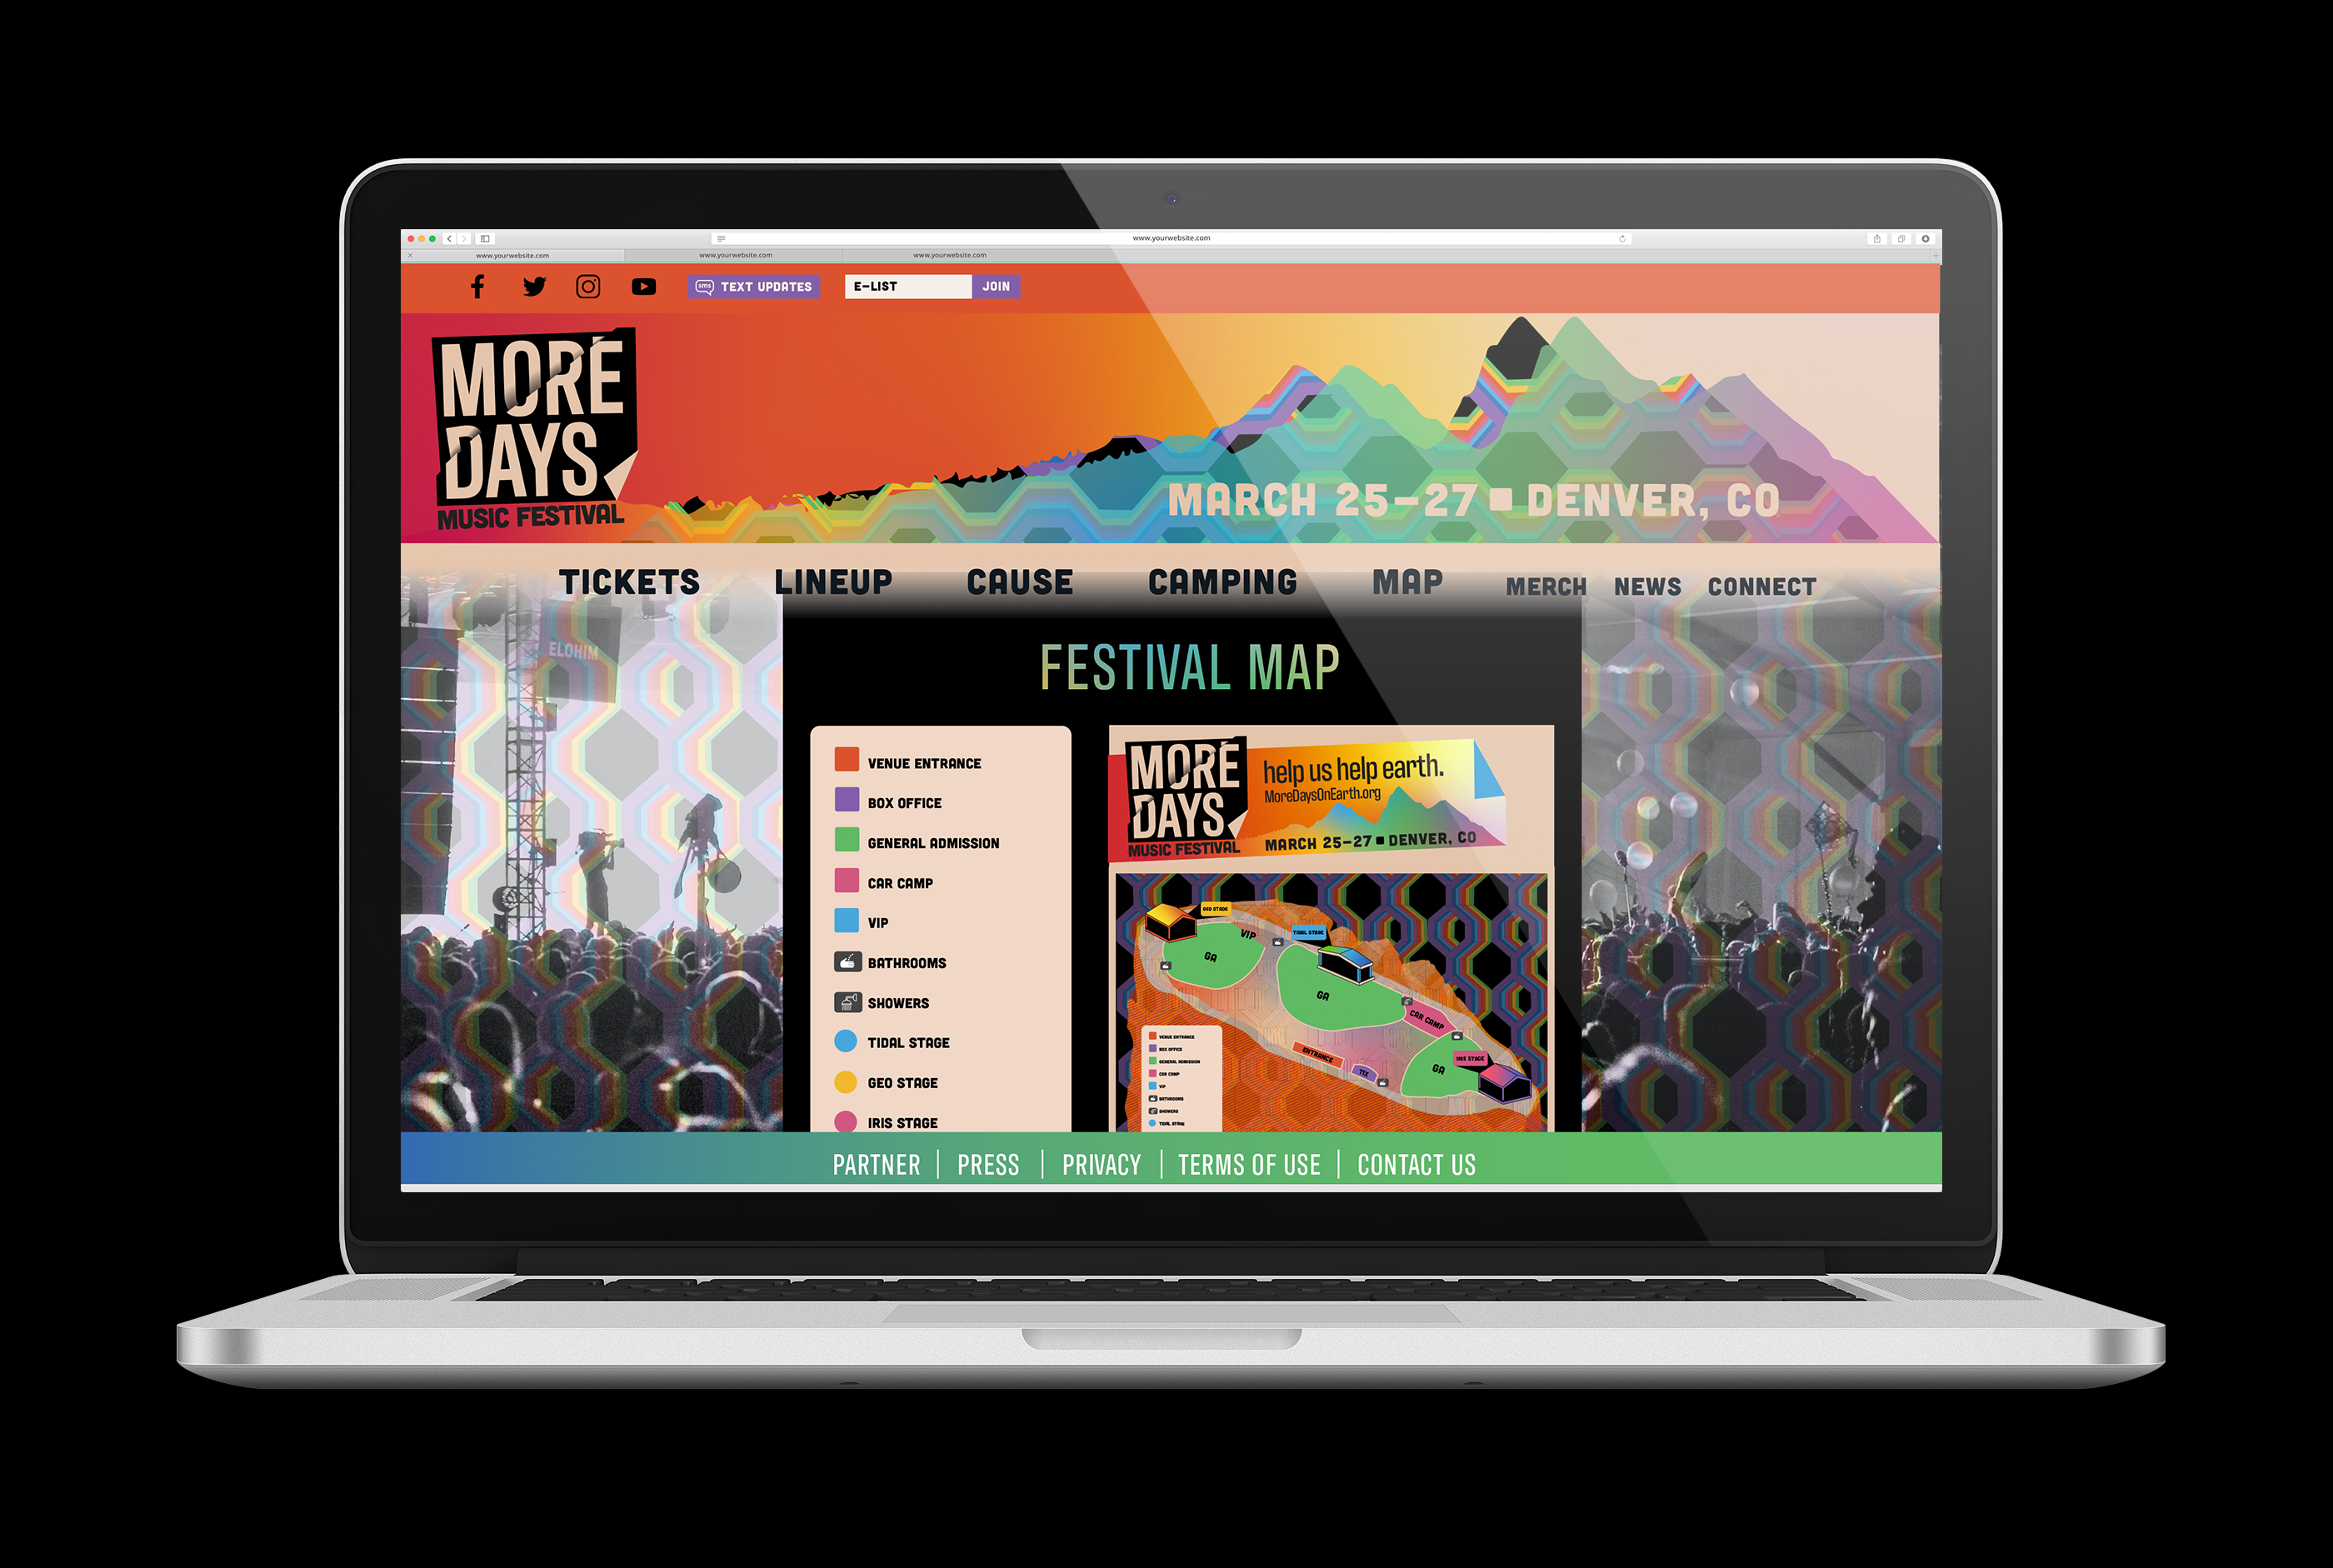 www.yourwebsite.com
www.yourwebsite.com
www.yourwebsite.com
www.yourwebsite.com
sms
TEXT UPDATES
E-LIST
JOIN
MORE
DAYS
MUSIC FESTIVAL
MARCH 25-27 ■ DENVER, CO
TICKETS
LINEUP
CAUSE
CAMPING
MAP
MERCH
NEWS
CONNECT
ELOHIM
FESTIVAL MAP
VENUE ENTRANCE
BOX OFFICE
GENERAL ADMISSION
CAR CAMP
VIP
BATHROOMS
SHOWERS
TIDAL STAGE
GEO STAGE
IRIS STAGE
MORE
DAYS
MUSIC FESTIVAL
help us help earth.
MoreDaysOnEarth.org
MARCH 25-27 ■ DENVER, CO
GEO STAGE
VIP
TIDAL STAGE
GA
GA
CAR CAMP
ENTRANCE
TIX
IRIS STAGE
GA
VENUE ENTRANCE
BOX OFFICE
GENERAL ADMISSION
CAR CAMP
VIP
BATHROOMS
SHOWERS
TIDAL STAGE
PARTNER | PRESS | PRIVACY | TERMS OF USE | CONTACT US